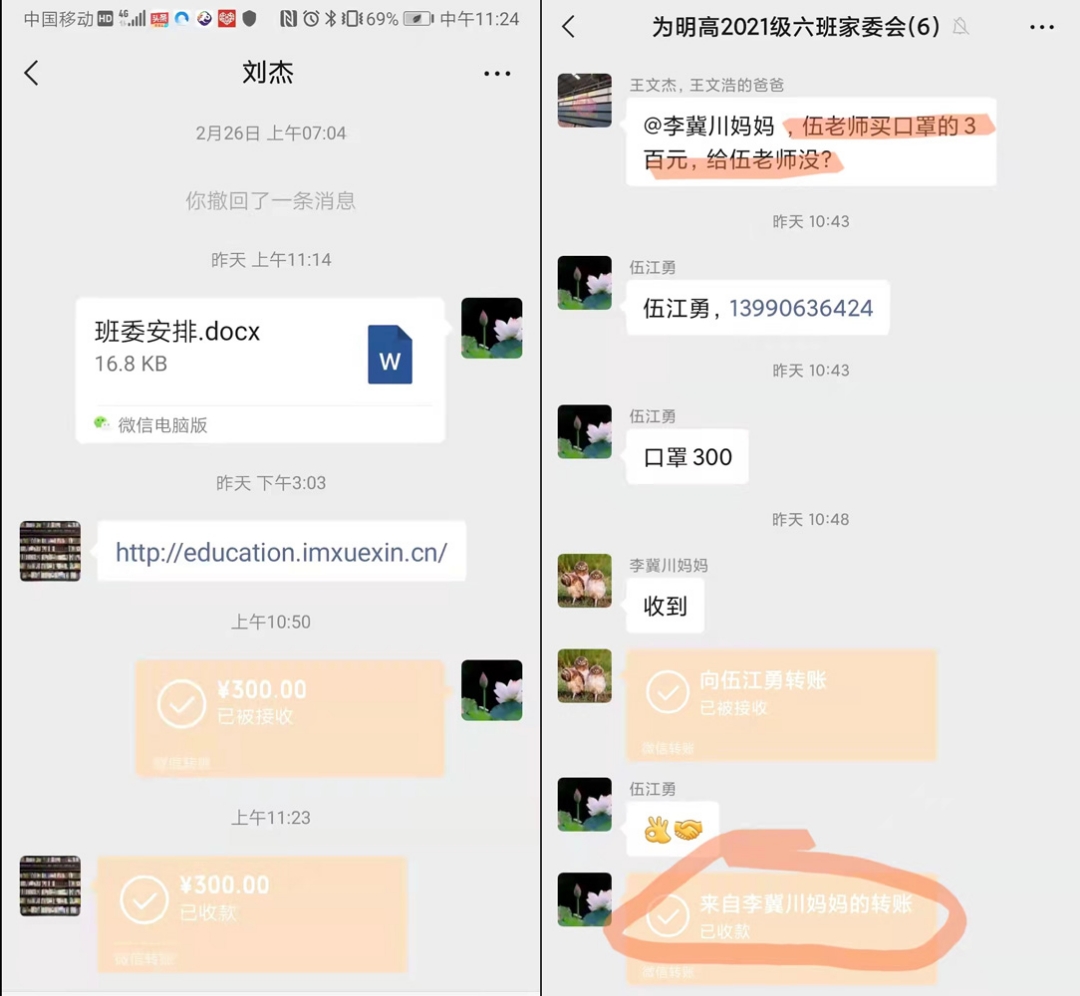 中国移动 HD 4G 69% 中午11:24
刘杰
2月26日 上午07:04
你撤回了一条消息
昨天 上午11:14
班委安排.docx
16.8 KB
W
微信电脑版
昨天 下午3:03
http://education.imxuexin.cn/
上午10:50
¥300.00
已被接收
微信转账
上午11:23
¥300.00
已收款
微信转账
为明高2021级六班家委会(6)
王文杰，王文浩的爸爸
@李冀川妈妈 ，伍老师买口罩的3
百元，给伍老师没？
昨天 10:43
伍江勇
伍江勇，13990636424
昨天 10:43
伍江勇
口罩300
昨天 10:48
李冀川妈妈
收到
向伍江勇转账
已被接收
微信转账
伍江勇
来自李冀川妈妈的转账
已收款
微信转账